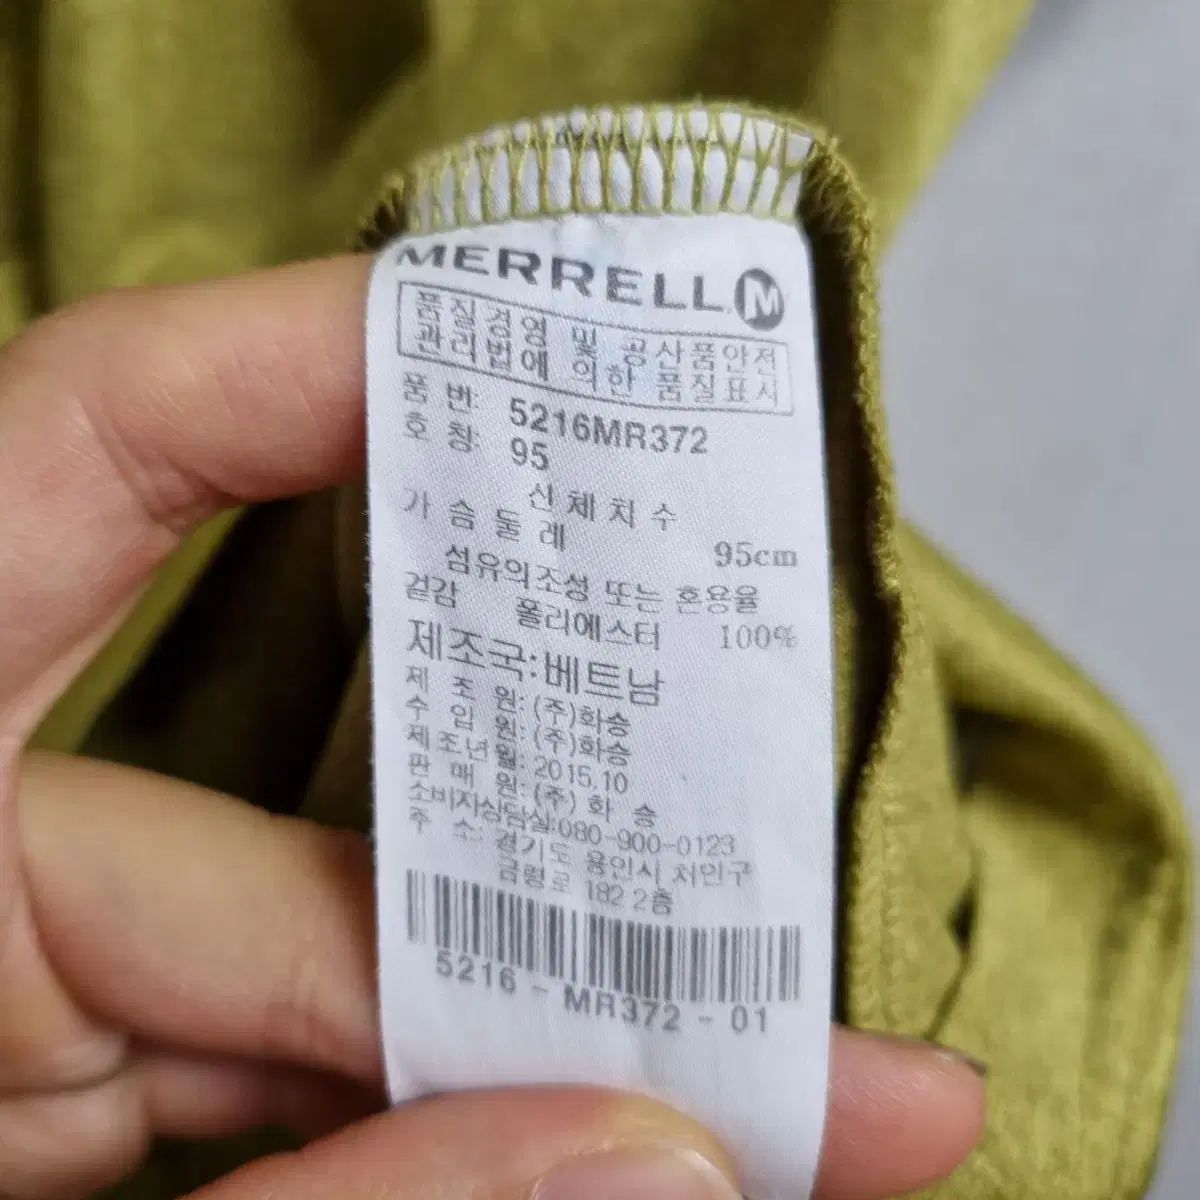 MERRELL M
품질경영 및 공산품안전
관리법에 의한 품질표시
품 번: 5216MR372
호 칭: 95
신체치수
가슴둘레 95cm
섬유의조성 또는 혼용율
겉감 폴리에스터 100%
제조국:베트남
제 조 원: (주)화승
수 입 원: (주)화승
제조년월: 2015.10
판 매 원: (주) 화 승
소비자상담실:080-900-0123
주 소: 경기도 용인시 처인구
금령로 182 2층
5216 - MR372 - 01